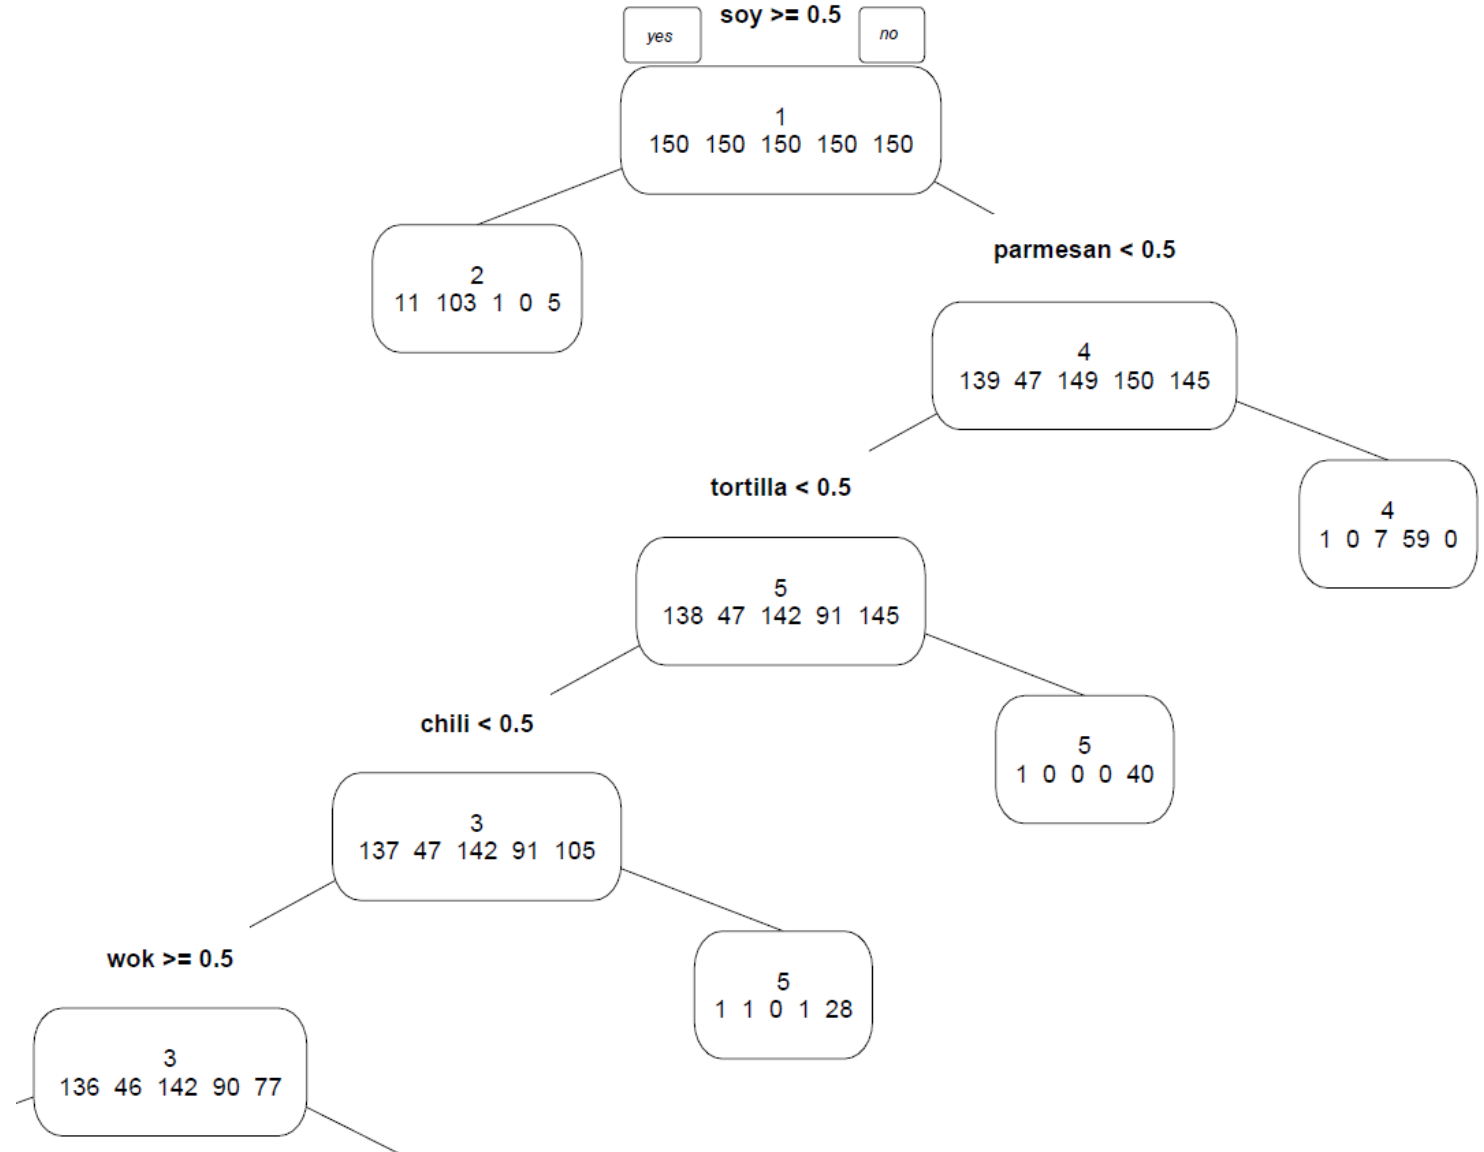 soy >= 0.5
yes
no
1
150 150 150 150 150
2
11 103 1 0 5
parmesan < 0.5
4
139 47 149 150 145
4
1 0 7 59 0
tortilla < 0.5
5
138 47 142 91 145
5
1 0 0 0 40
chili < 0.5
3
137 47 142 91 105
5
1 1 0 1 28
wok >= 0.5
3
136 46 142 90 77